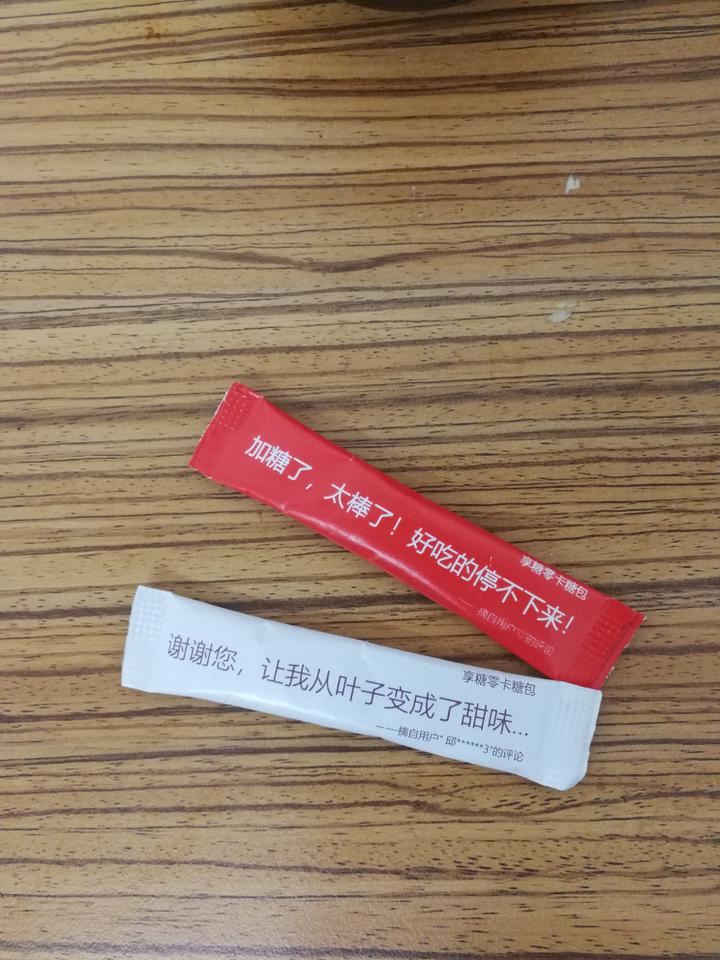 加糖了，太棒了！好吃的停不下来！
享糖零卡糖包
谢谢您，让我从叶子变成了甜味...
享糖零卡糖包
——摘自用户“邱******3”的评论